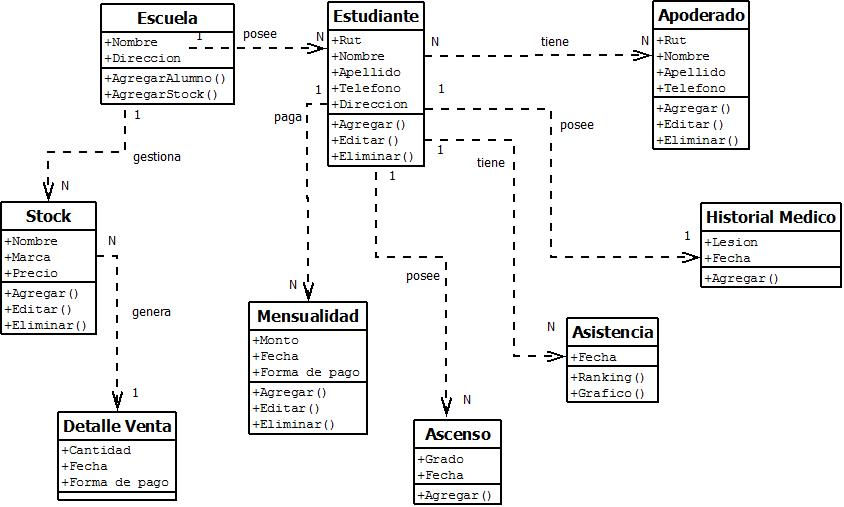 Escuela
+Nombre
+Direccion
+AgregarAlumno()
+AgregarStock()
1
posee
N
Estudiante
+Rut
+Nombre
+Apellido
+Telefono
+Direccion
+Agregar()
+Editar()
+Eliminar()
N
tiene
N
Apoderado
+Rut
+Nombre
+Apellido
+Telefono
+Agregar()
+Editar()
+Eliminar()
1
gestiona
N
1
paga
N
1
posee
1
1
tiene
N
1
posee
N
Stock
+Nombre
+Marca
+Precio
+Agregar()
+Editar()
+Eliminar()
N
genera
1
Historial Medico
+Lesion
+Fecha
+Agregar()
Mensualidad
+Monto
+Fecha
+Forma de pago
+Agregar()
+Editar()
+Eliminar()
Asistencia
+Fecha
+Ranking()
+Grafico()
Detalle Venta
+Cantidad
+Fecha
+Forma de pago
Ascenso
+Grado
+Fecha
+Agregar()